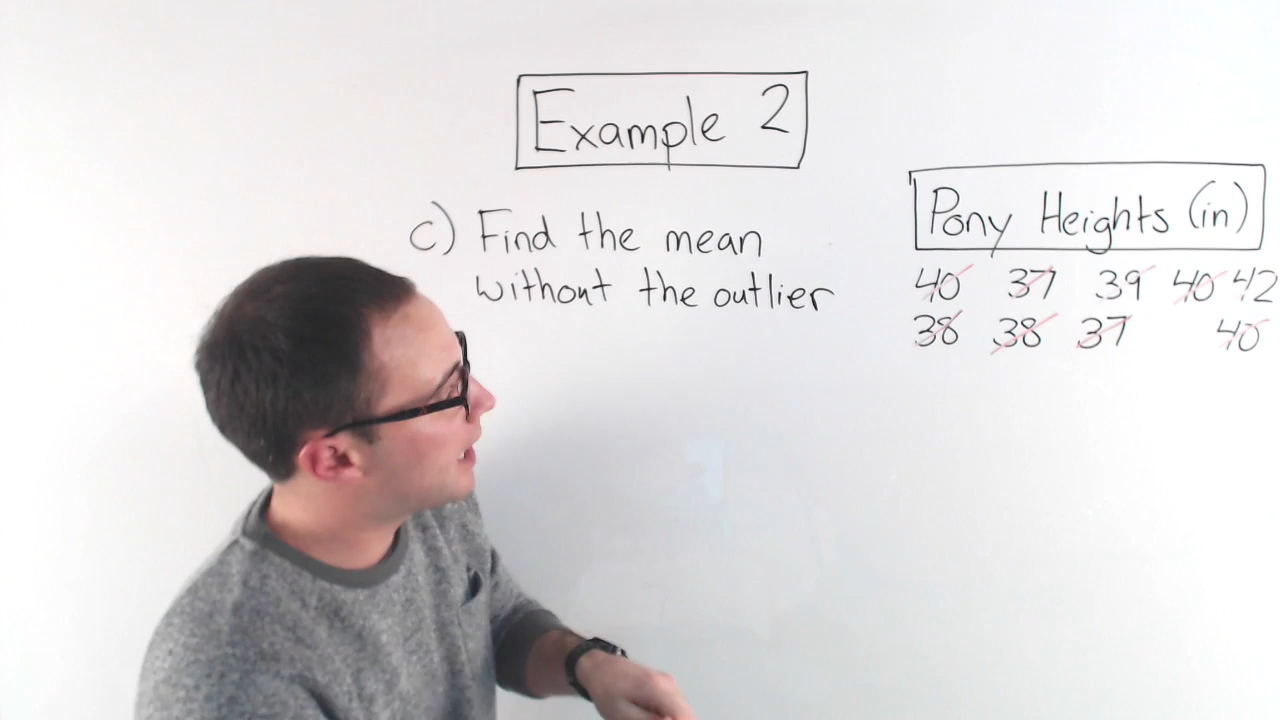 Example 2
c) Find the mean
without the outlier
Pony Heights (in)
40 37 39 40 42
38 38 37 40